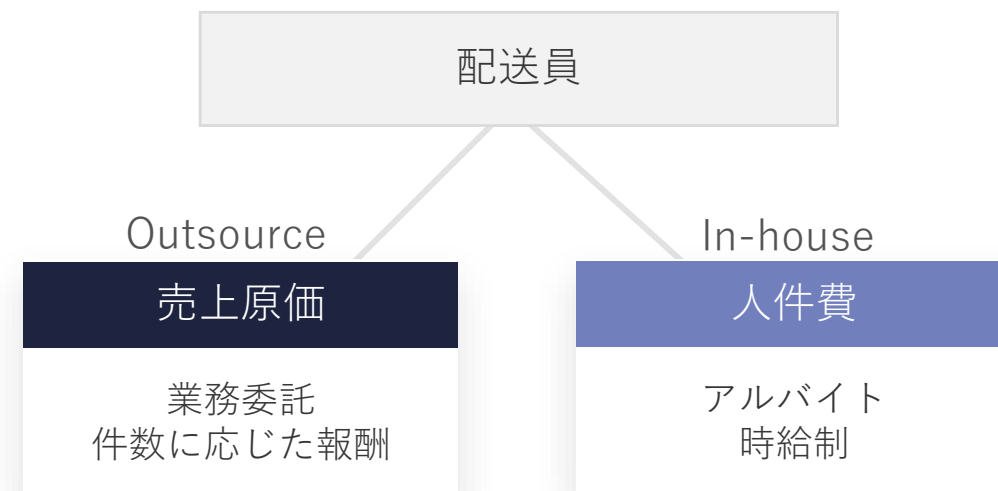 配送員
Outsource
売上原価
業務委託
件数に応じた報酬
In-house
人件費
アルバイト
時給制